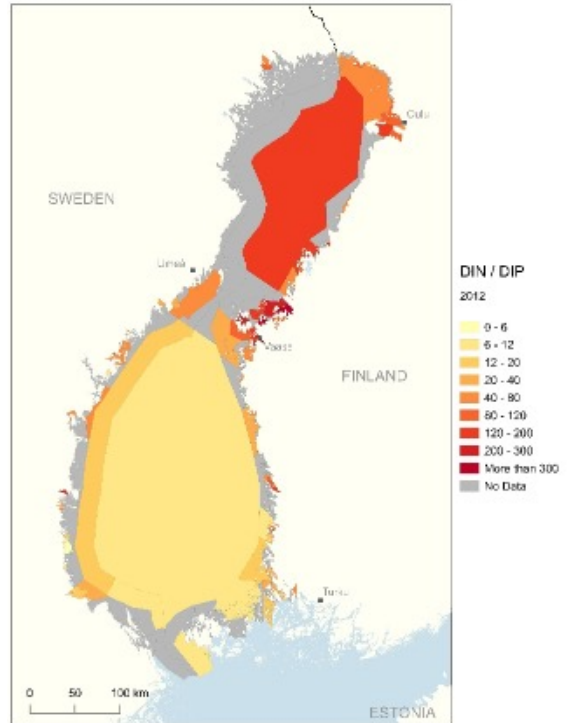 Oulu
SWEDEN
Umeå
DIN / DIP
2012
0 - 6
6 - 12
12 - 20
20 - 40
40 - 80
80 - 120
120 - 200
200 - 300
More than 300
No Data
Vaasa
FINLAND
Turku
0 50 100 km
ESTONIA